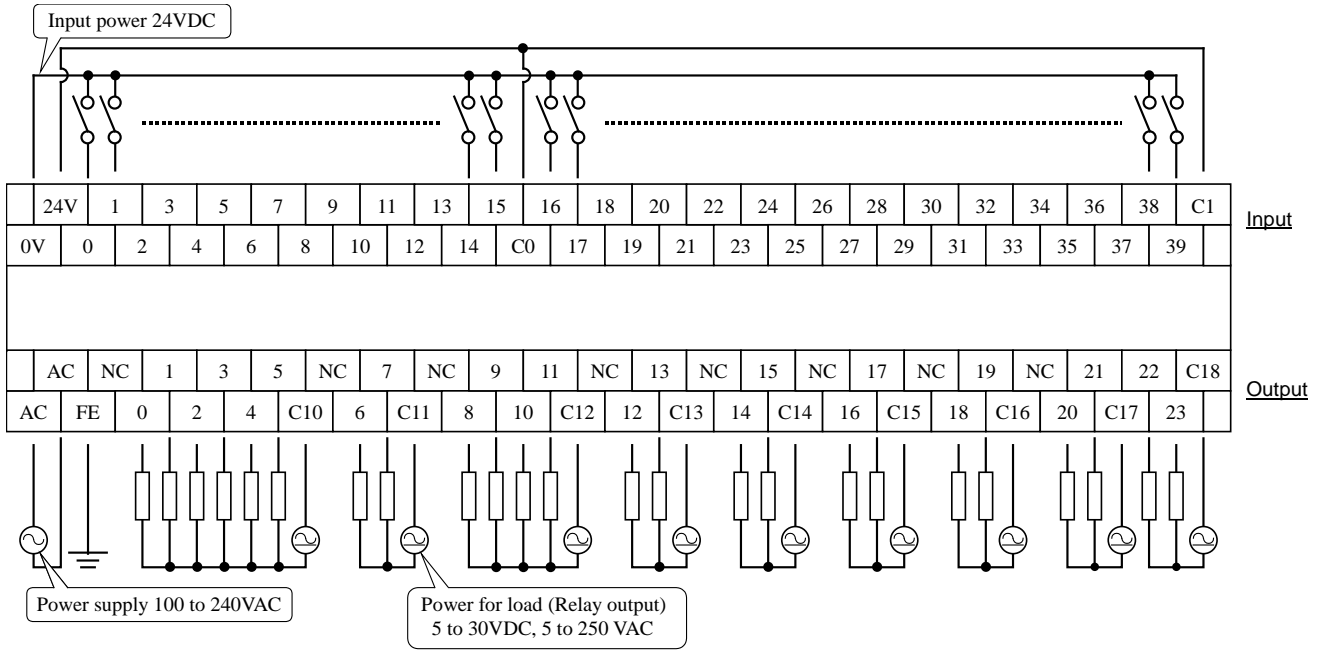 Input power 24VDC
24V 1 3 5 7 9 11 13 15 16 18 20 22 24 26 28 30 32 34 36 38 C1
Input
0V 0 2 4 6 8 10 12 14 C0 17 19 21 23 25 27 29 31 33 35 37 39
AC NC 1 3 5 NC 7 NC 9 11 NC 13 NC 15 NC 17 NC 19 NC 21 22 C18
Output
AC FE 0 2 4 C10 6 C11 8 10 C12 12 C13 14 C14 16 C15 18 C16 20 C17 23
Power supply 100 to 240VAC
Power for load (Relay output)
5 to 30VDC, 5 to 250 VAC